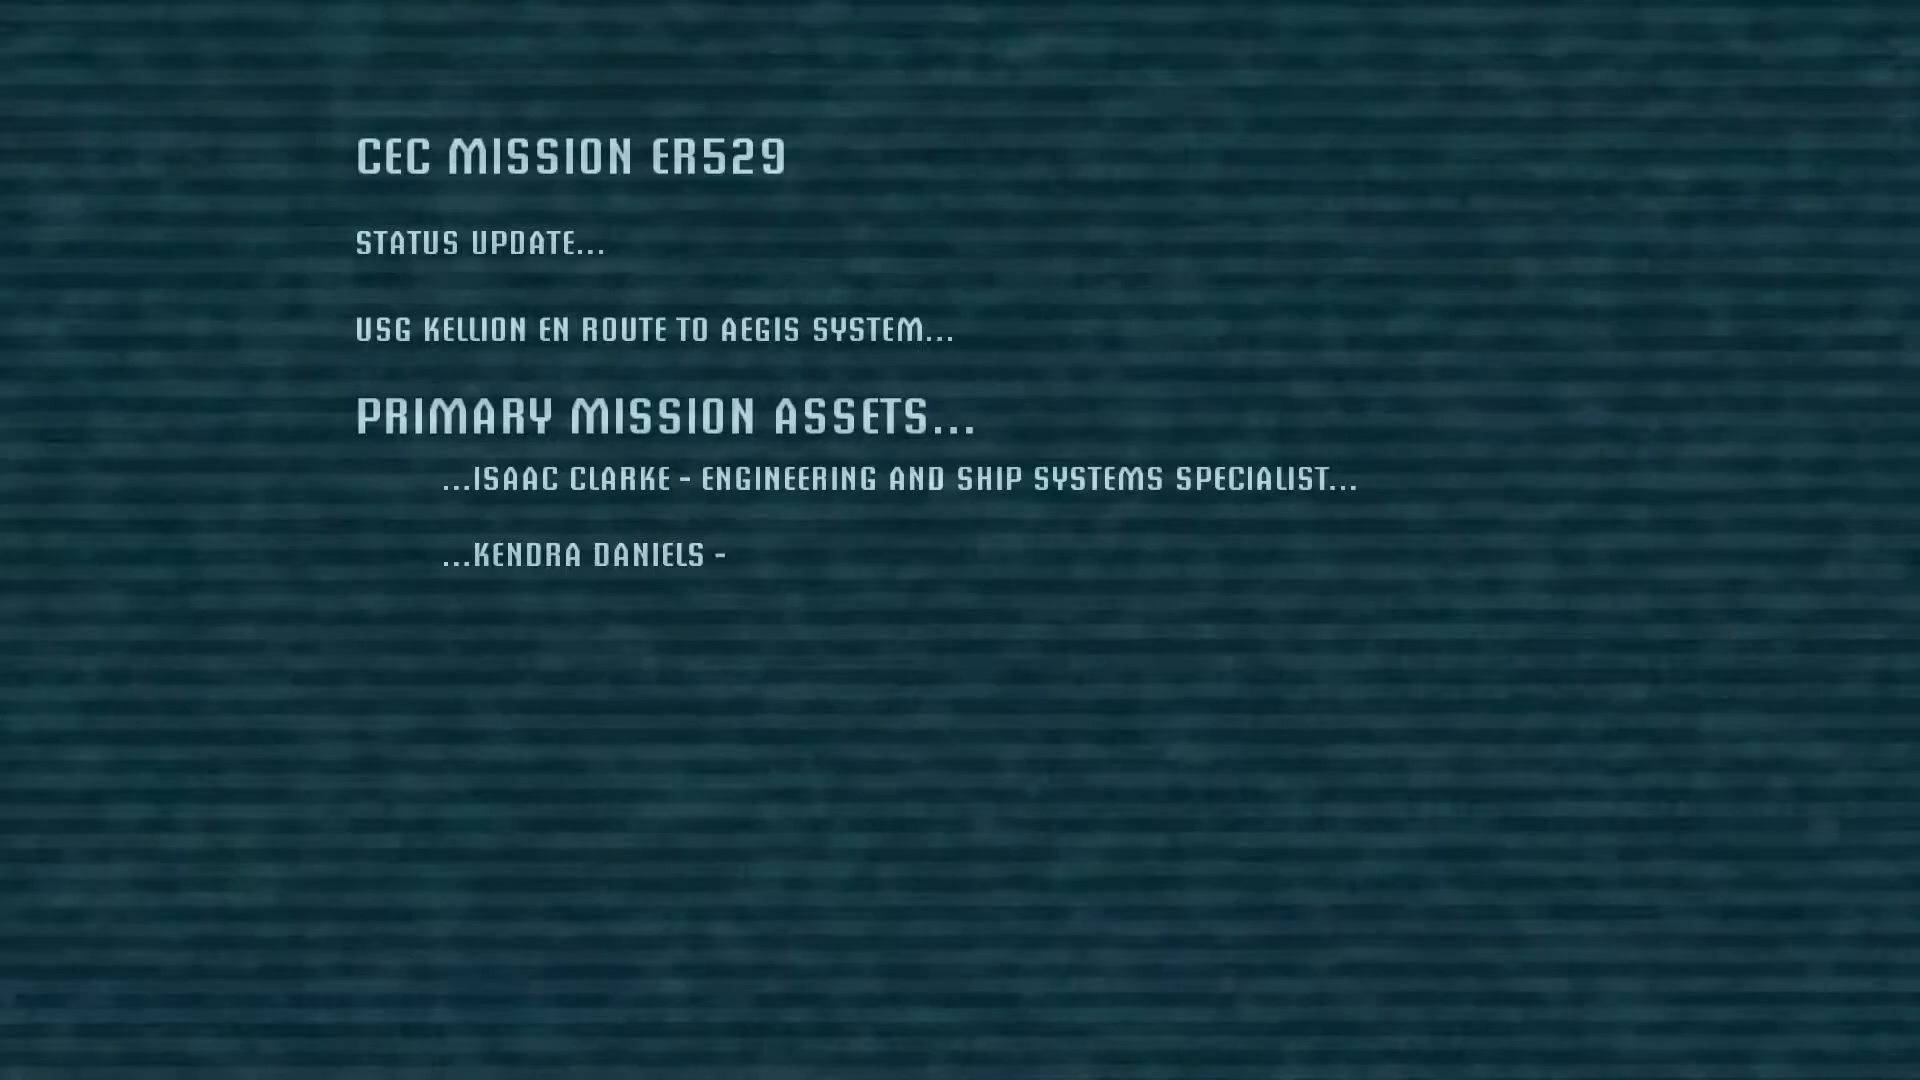 CEC MISSION ER529
STATUS UPDATE...
USG KELLION EN ROUTE TO AEGIS SYSTEM...
PRIMARY MISSION ASSETS...
...ISAAC CLARKE - ENGINEERING AND SHIP SYSTEMS SPECIALIST...
...KENDRA DANIELS -